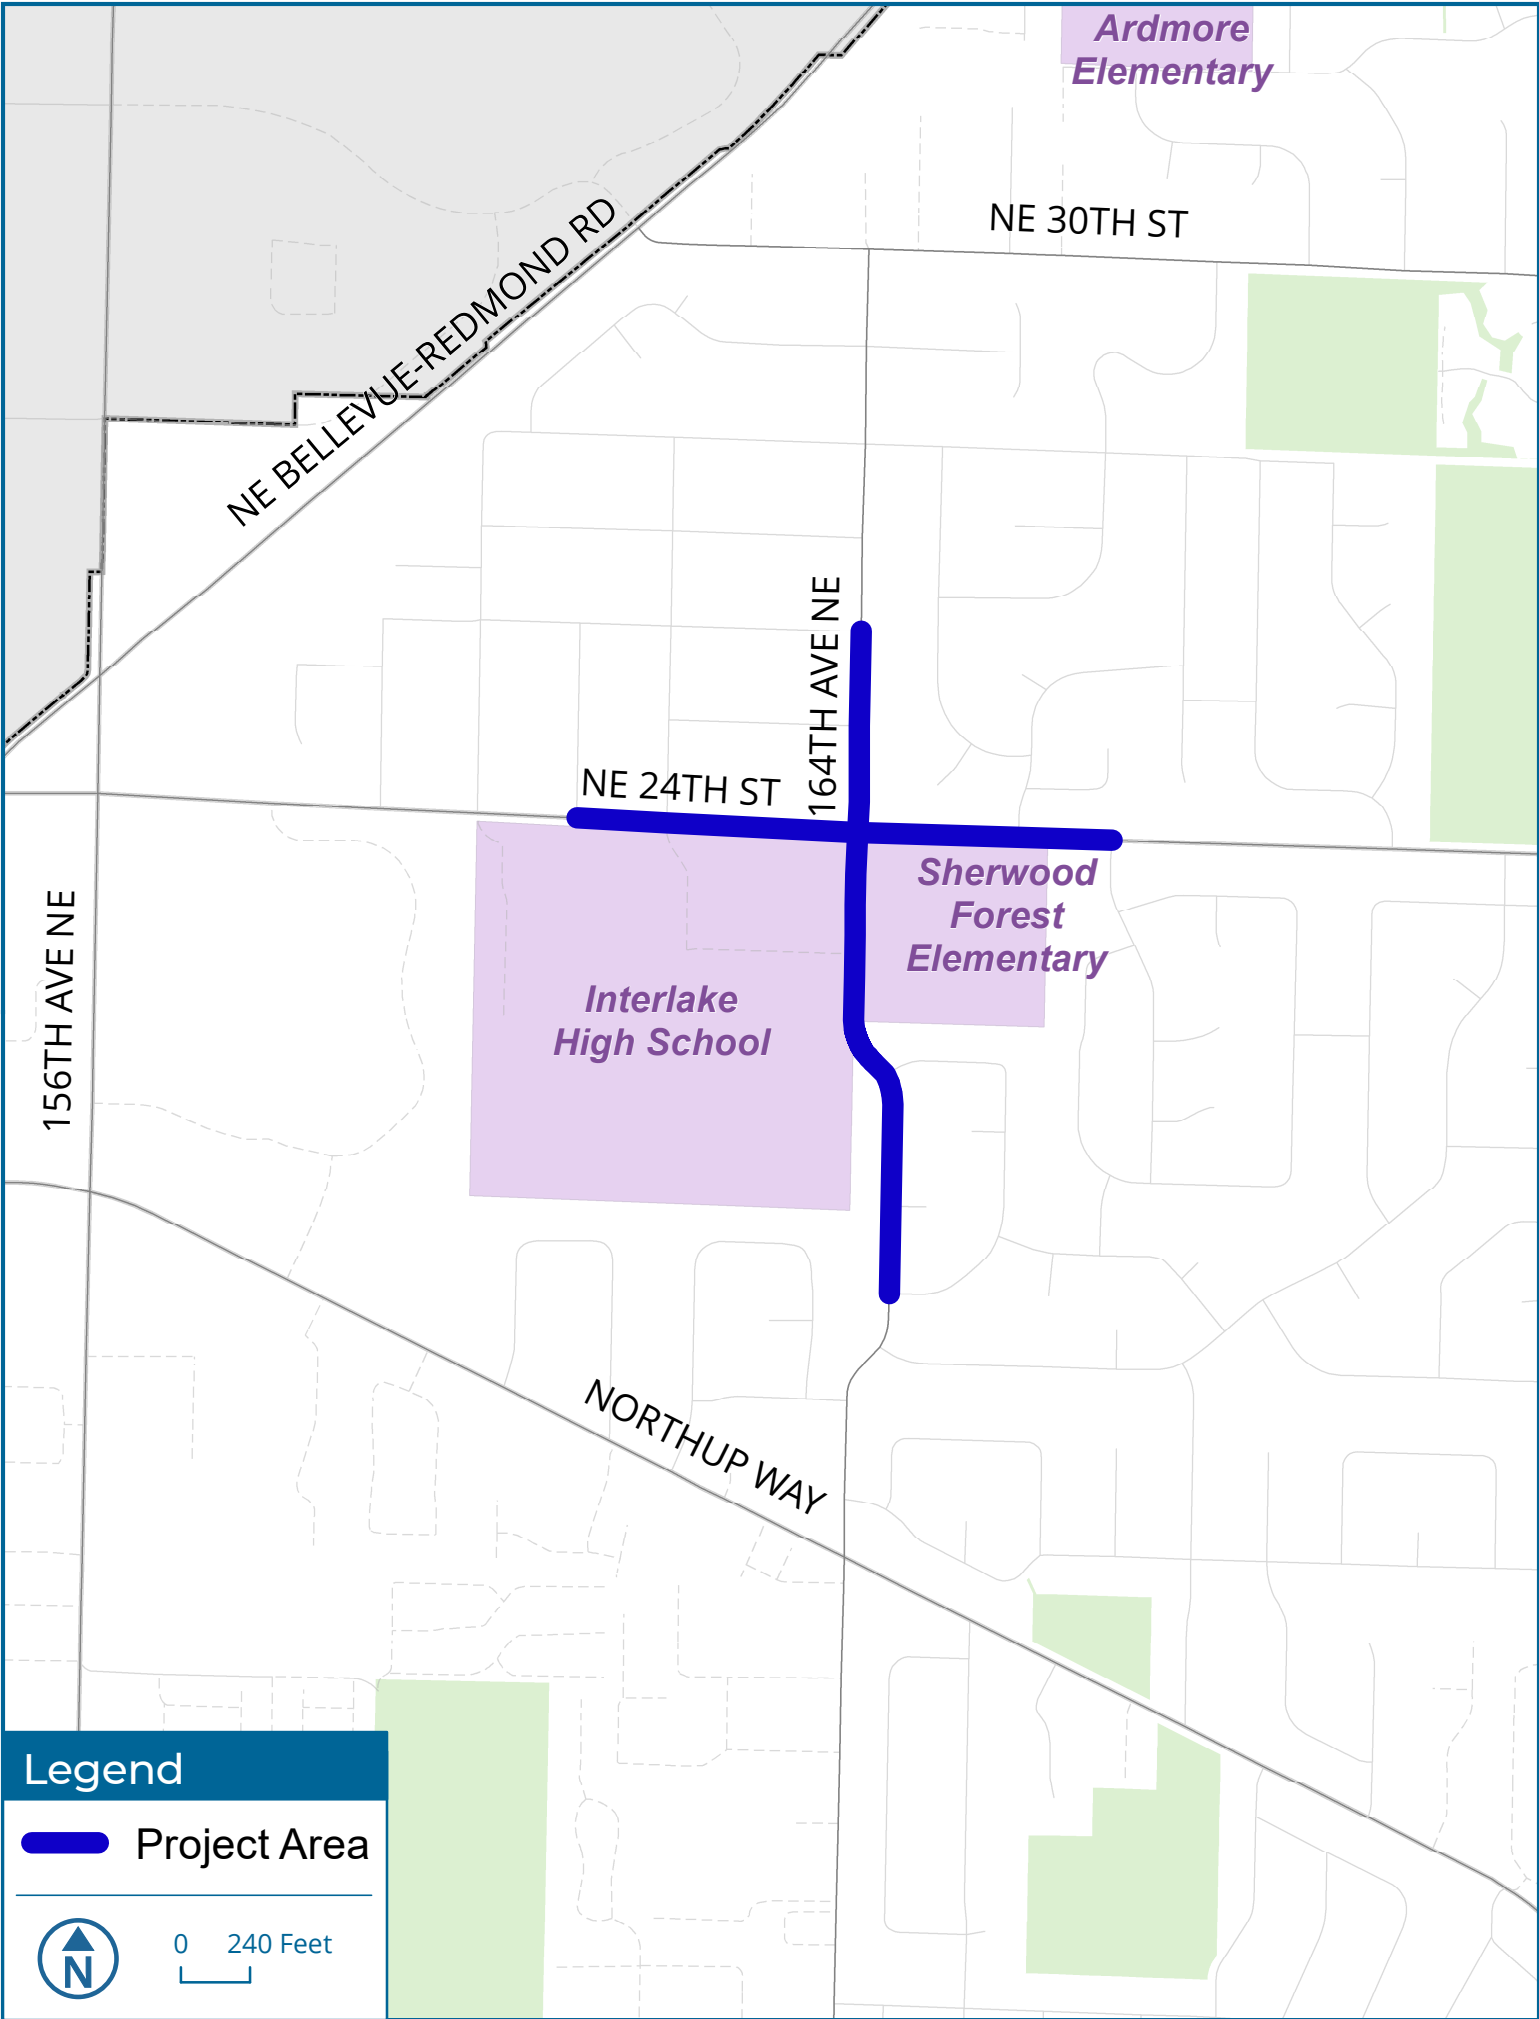 Ardmore
Elementary
NE 30TH ST
NE BELLEVUE-REDMOND RD
164TH AVE NE
NE 24TH ST
Sherwood
Forest
Elementary
156TH AVE NE
Interlake
High School
NORTHUP WAY
Legend
Project Area
N
0 240 Feet